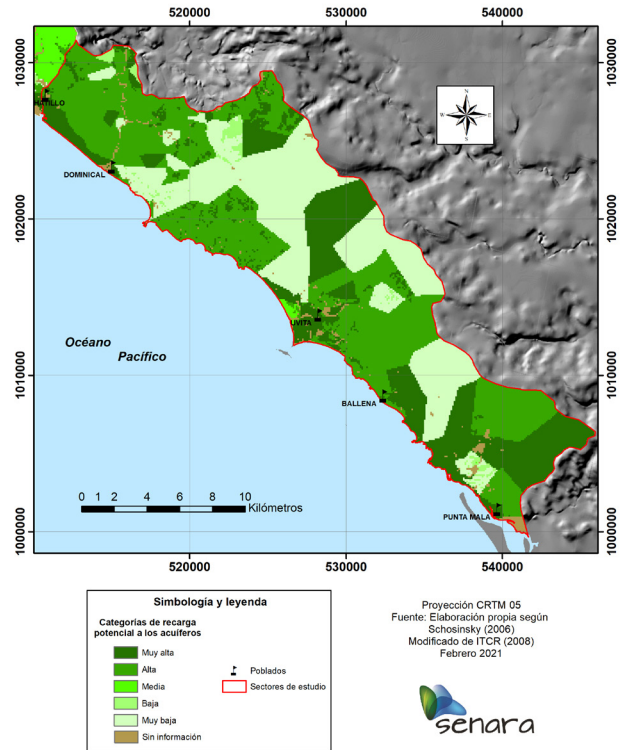 520000
530000
540000
1030000
1030000
DOMINICAL
1020000
1020000
UVITA
Océano
Pacífico
1010000
1010000
BALLENA
0 1 2 4 6 8 10
Kilómetros
PUNTA MALA
1000000
1000000
520000
530000
540000
N
W
E
S
Simbología y leyenda
Categorías de recarga
potencial a los acuíferos
Muy alta
Alta
Media
Baja
Muy baja
Sin información
Poblados
Sectores de estudio
Proyección CRTM 05
Fuente: Elaboración propia según
Schosinsky (2006)
Modificado de ITCR (2008)
Febrero 2021
senara